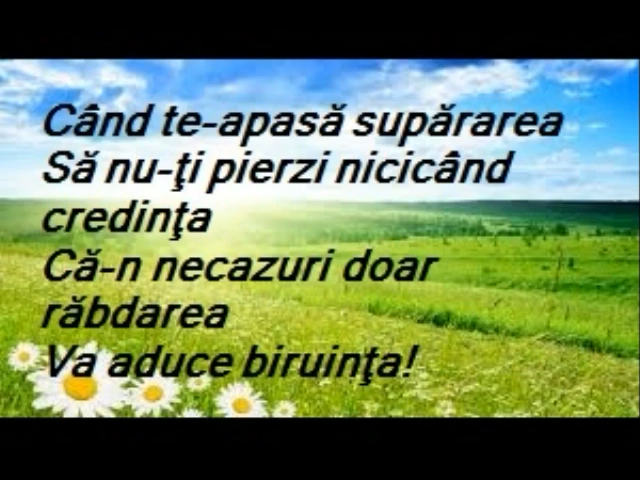 Când te-apasă supărarea
Să nu-ţi pierzi nicicând
credinţa
Că-n necazuri doar
răbdarea
Va aduce biruinţa!